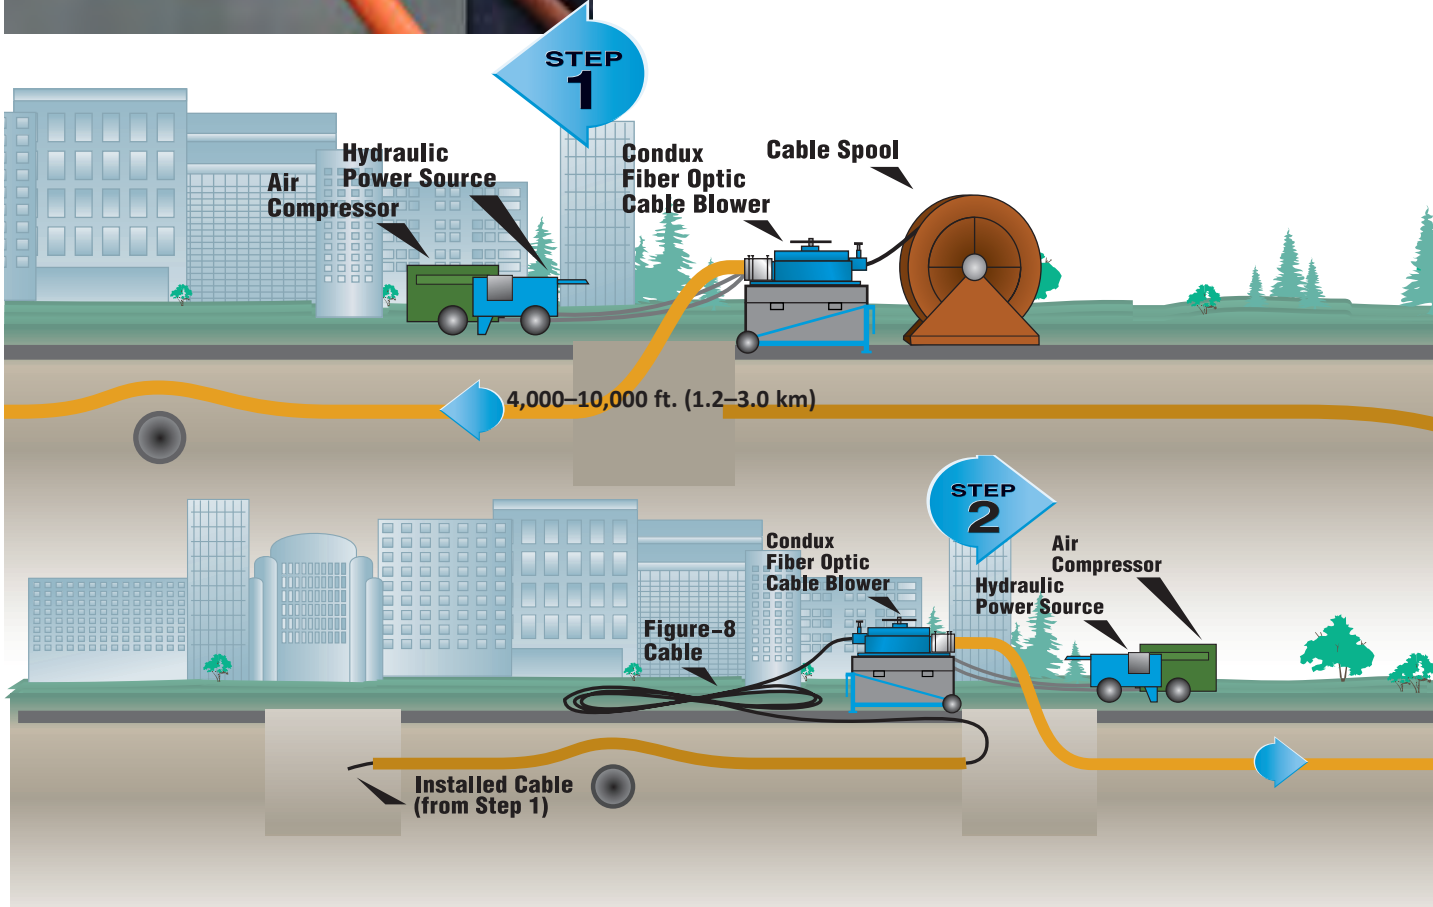 STEP
1
Hydraulic
Power Source
Air
Compressor
Condux
Fiber Optic
Cable Blower
Cable Spool
4,000–10,000 ft. (1.2–3.0 km)
STEP
2
Condux
Fiber Optic
Cable Blower
Air
Compressor
Hydraulic
Power Source
Figure–8
Cable
Installed Cable
(from Step 1)